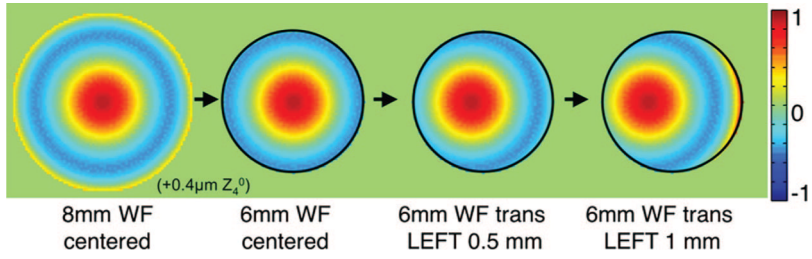 1
0
-1
(+0.4μm Z₄⁰)
8mm WF
centered
6mm WF
centered
6mm WF trans
LEFT 0.5 mm
6mm WF trans
LEFT 1 mm